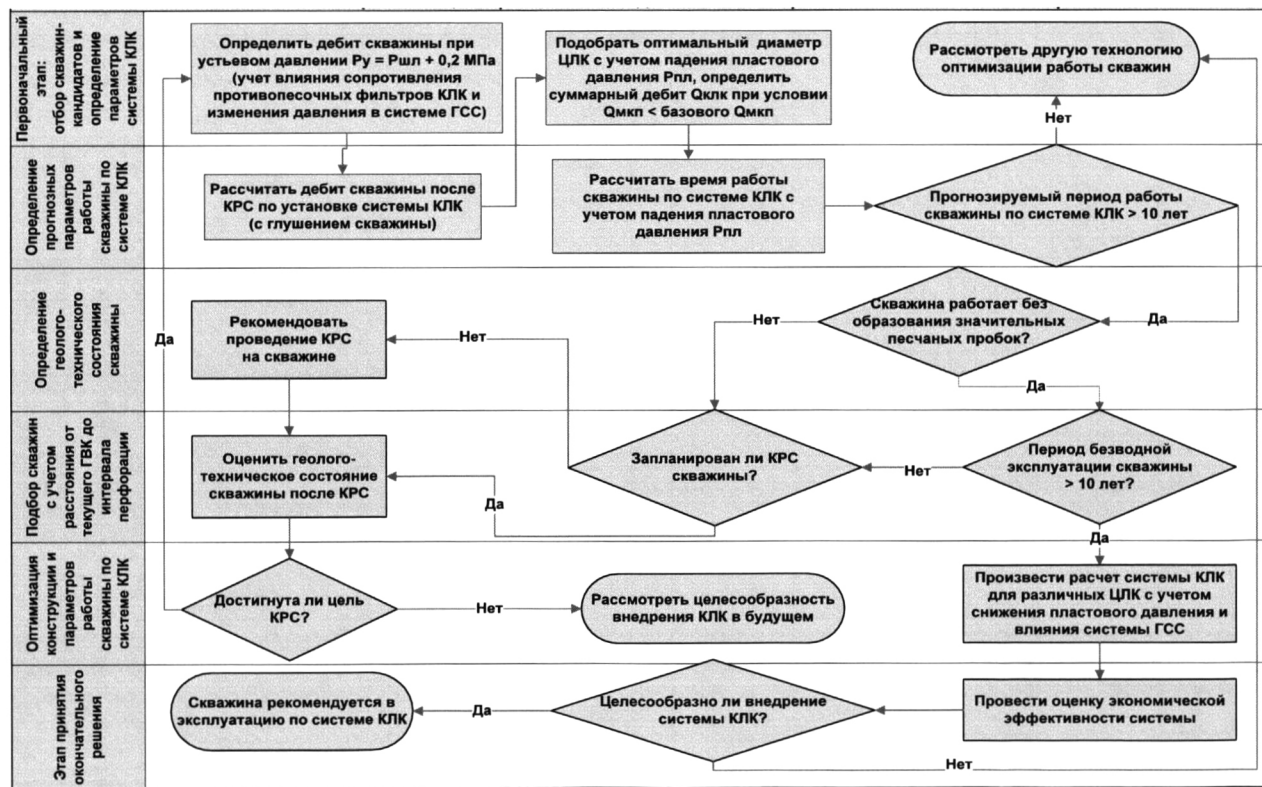 Первоначальный
этап:
отбор скважин-
кандидатов и
определение
параметров
системы КЛК
Определить дебит скважины при
устьевом давлении Ру = Ршл + 0,2 МПа
(учет влияния сопротивления
противопесочных фильтров КЛК и
изменения давления в системе ГСС)
Подобрать оптимальный диаметр
ЦЛК с учетом падения пластового
давления Рпл, определить
суммарный дебит Qклк при условии
Qмкп < базового Qмкп
Рассмотреть другую технологию
оптимизации работы скважин
Нет
Определение
прогнозных
параметров
работы
скважины по
системе КЛК
Рассчитать дебит скважины после
КРС по установке системы КЛК
(с глушением скважины)
Рассчитать время работы
скважины по системе КЛК с
учетом падения пластового
давления Рпл
Прогнозируемый период работы
скважины по системе КЛК > 10 лет
Определение
геолого-
технического
состояния
скважины
Да
Рекомендовать
проведение КРС
на скважине
Нет
Нет
Скважина работает без
образования значительных
песчаных пробок?
Да
Да
Подбор скважин
с учетом
расстояния от
текущего ГВК до
интервала
перфорации
Оценить геолого-
техническое состояние
скважины после КРС
Да
Запланирован ли КРС
скважины?
Нет
Период безводной
эксплуатации скважины
> 10 лет?
Да
Оптимизация
конструкции и
параметров
работы
скважины по
системе КЛК
Достигнута ли цель
КРС?
Нет
Рассмотреть целесообразность
внедрения КЛК в будущем
Произвести расчет системы КЛК
для различных ЦЛК с учетом
снижения пластового давления и
влияния системы ГСС
Этап принятия
окончательного
решения
Скважина рекомендуется в
эксплуатацию по системе КЛК
Да
Целесообразно ли внедрение
системы КЛК?
Провести оценку экономической
эффективности системы
Нет